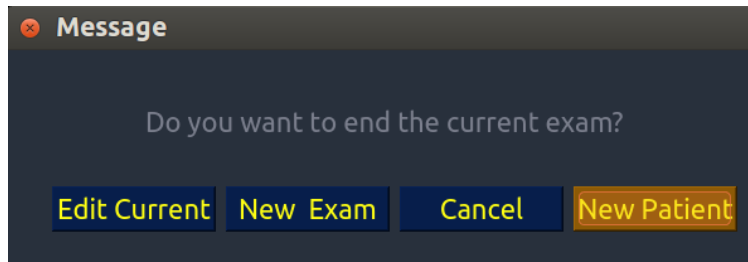 Message
Do you want to end the current exam?
Edit Current New Exam Cancel New Patient